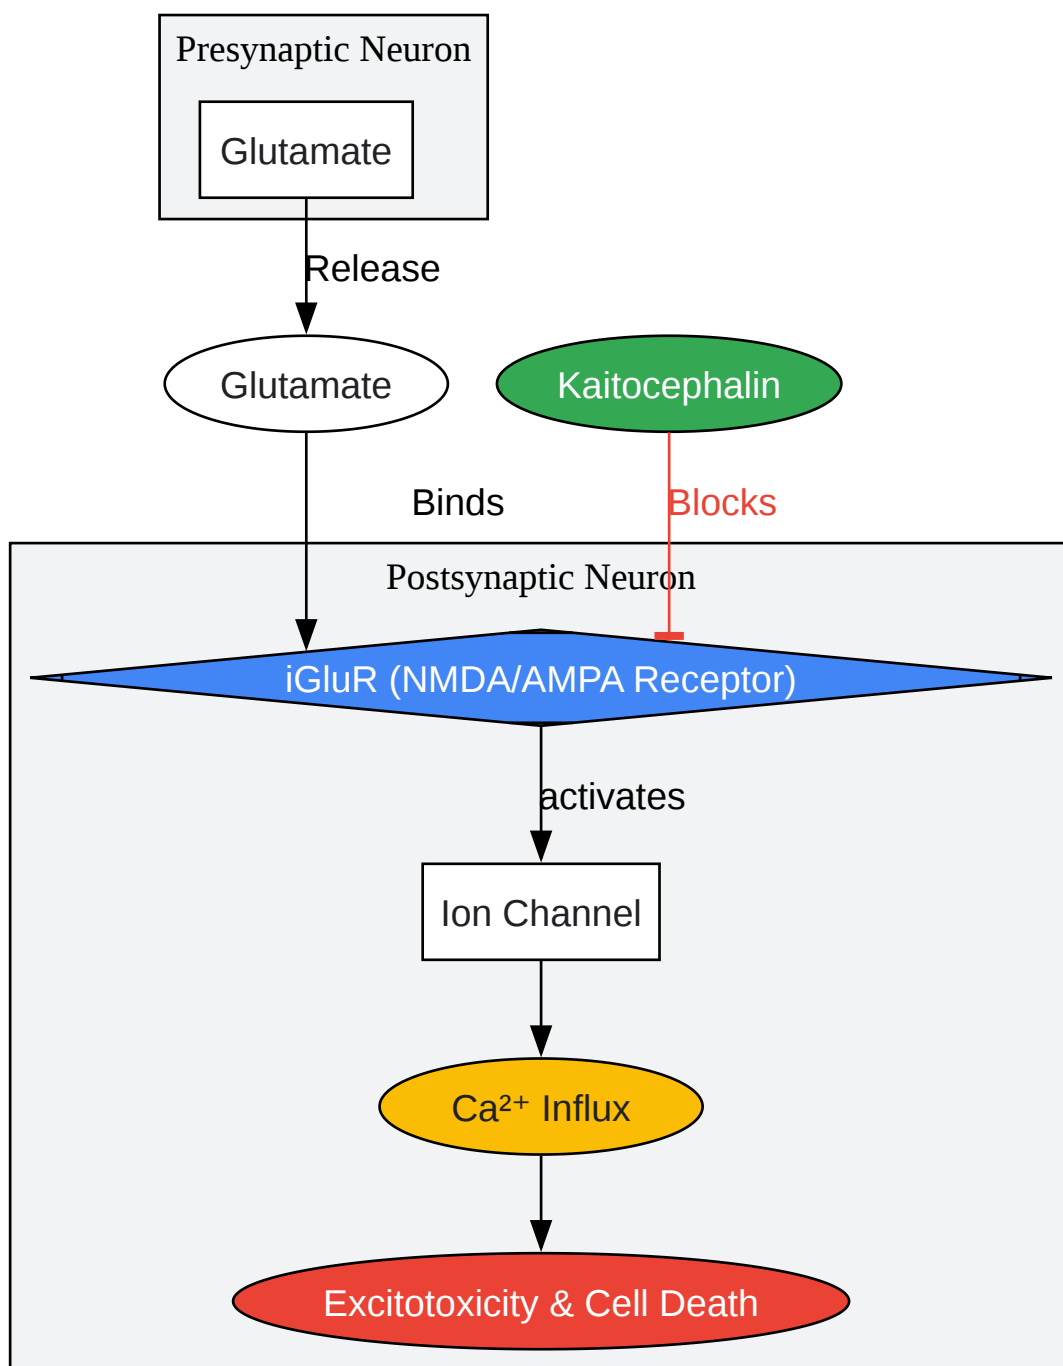 Presynaptic Neuron
Glutamate
Release
Glutamate
Kaitocephalin
Binds
Blocks
Postsynaptic Neuron
iGluR (NMDA/AMPA Receptor)
activates
Ion Channel
Ca²⁺ Influx
Excitotoxicity & Cell Death